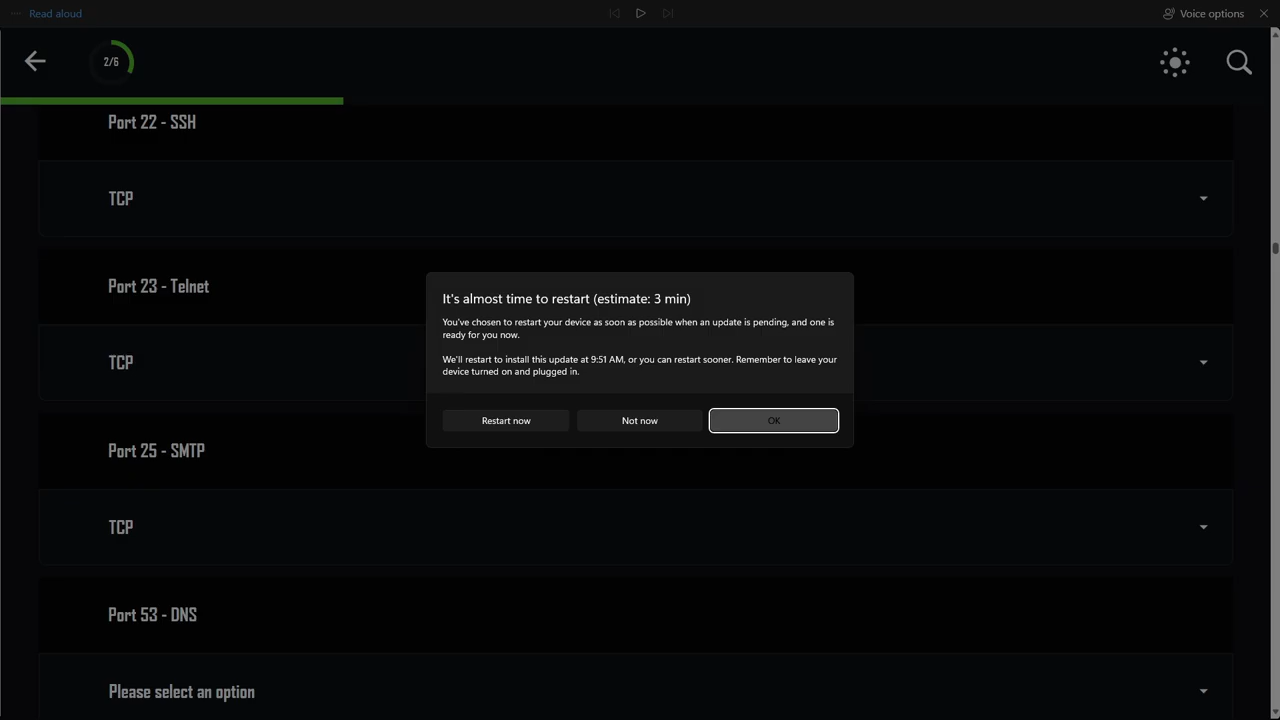 Read aloud
Voice options
2/6
Port 22 - SSH
TCP
Port 23 - Telnet
TCP
It's almost time to restart (estimate: 3 min)
You've chosen to restart your device as soon as possible when an update is pending, and one is
ready for you now.
We'll restart to install this update at 9:51 AM, or you can restart sooner. Remember to leave your
device turned on and plugged in.
Restart now
Not now
OK
Port 25 - SMTP
TCP
Port 53 - DNS
Please select an option